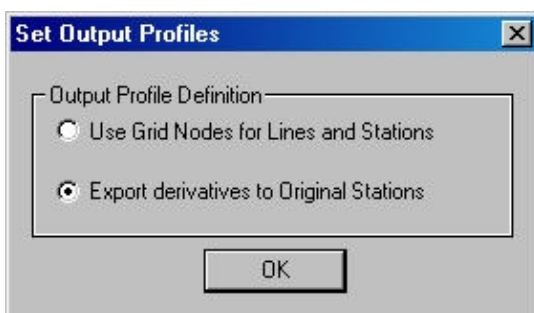 Set Output Profiles
Output Profile Definition
Use Grid Nodes for Lines and Stations
Export derivatives to Original Stations
OK